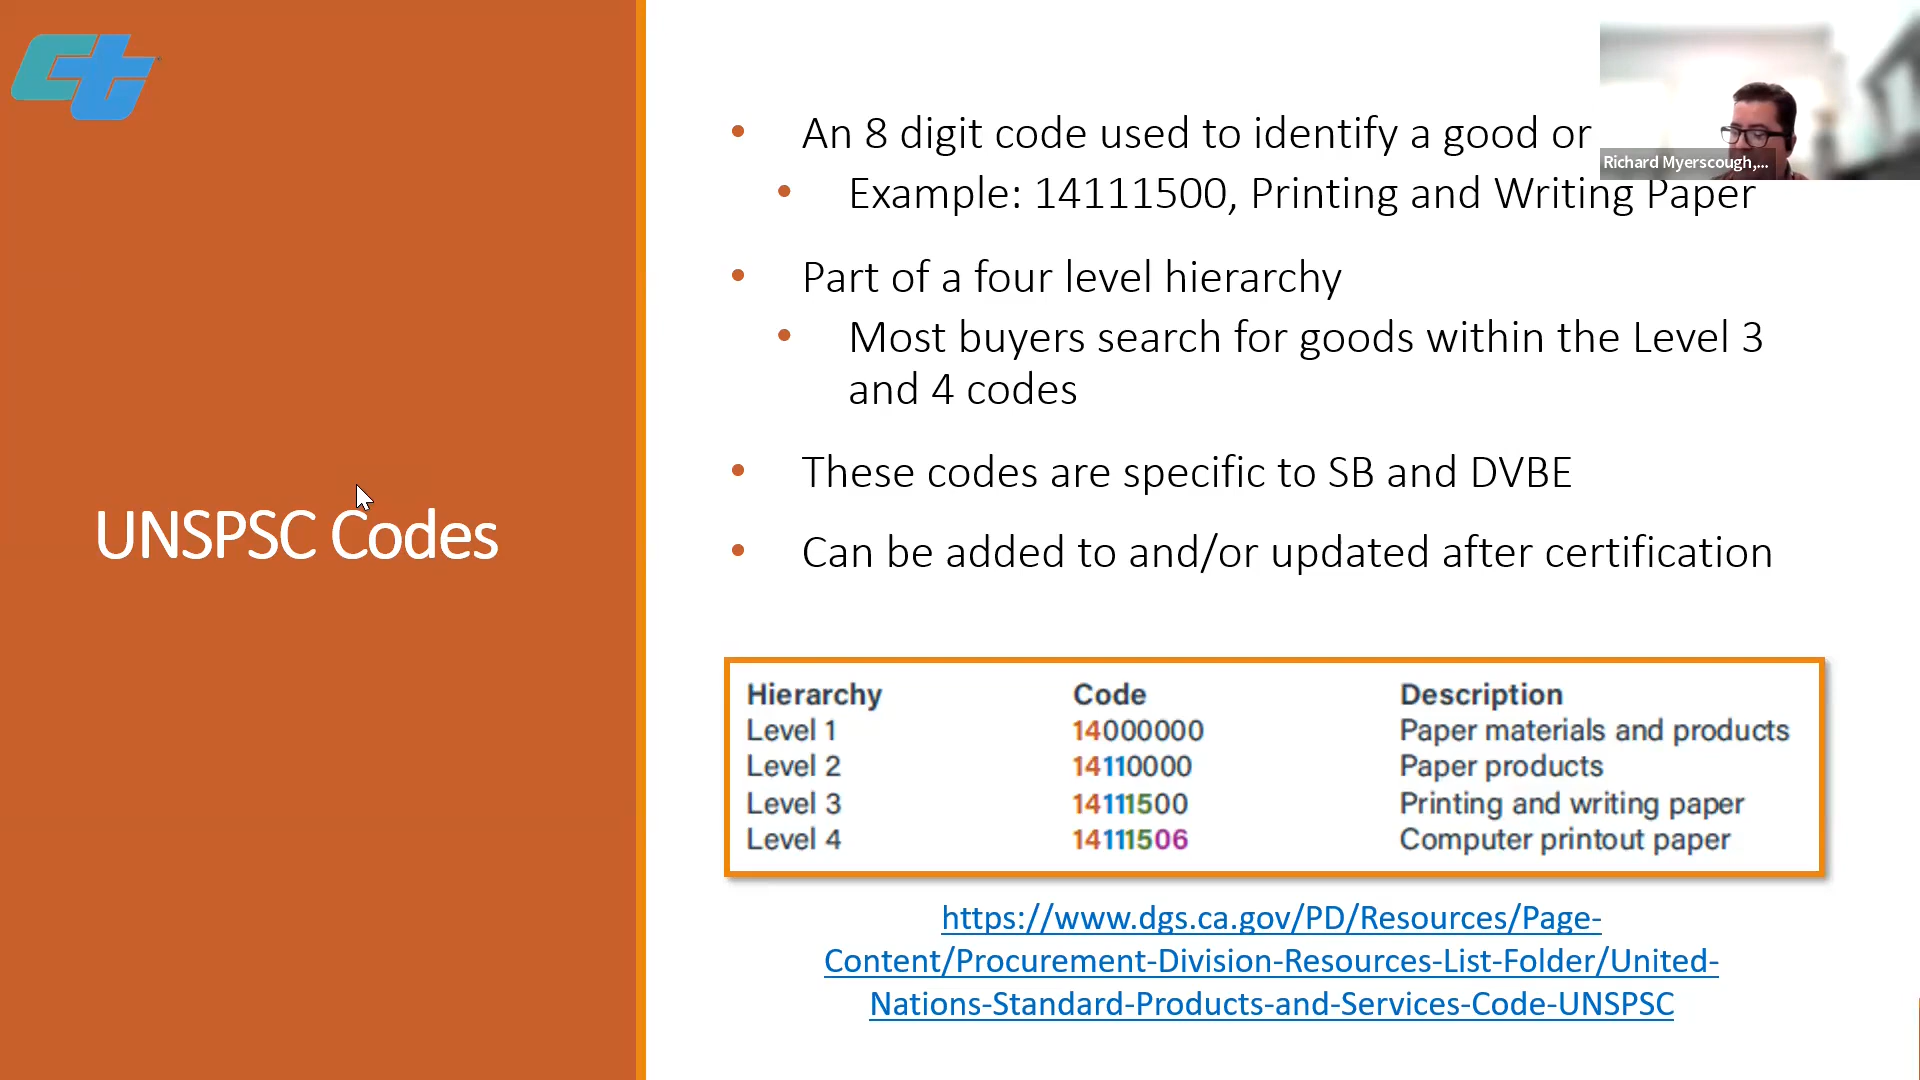 Ct
UNSPSC Codes
• An 8 digit code used to identify a good or
Richard Myerscough,...
• Example: 14111500, Printing and Writing Paper
• Part of a four level hierarchy
• Most buyers search for goods within the Level 3
and 4 codes
• These codes are specific to SB and DVBE
• Can be added to and/or updated after certification
Hierarchy Code Description
Level 1 14000000 Paper materials and products
Level 2 14110000 Paper products
Level 3 14111500 Printing and writing paper
Level 4 14111506 Computer printout paper
https://www.dgs.ca.gov/PD/Resources/Page-
Content/Procurement-Division-Resources-List-Folder/United-
Nations-Standard-Products-and-Services-Code-UNSPSC